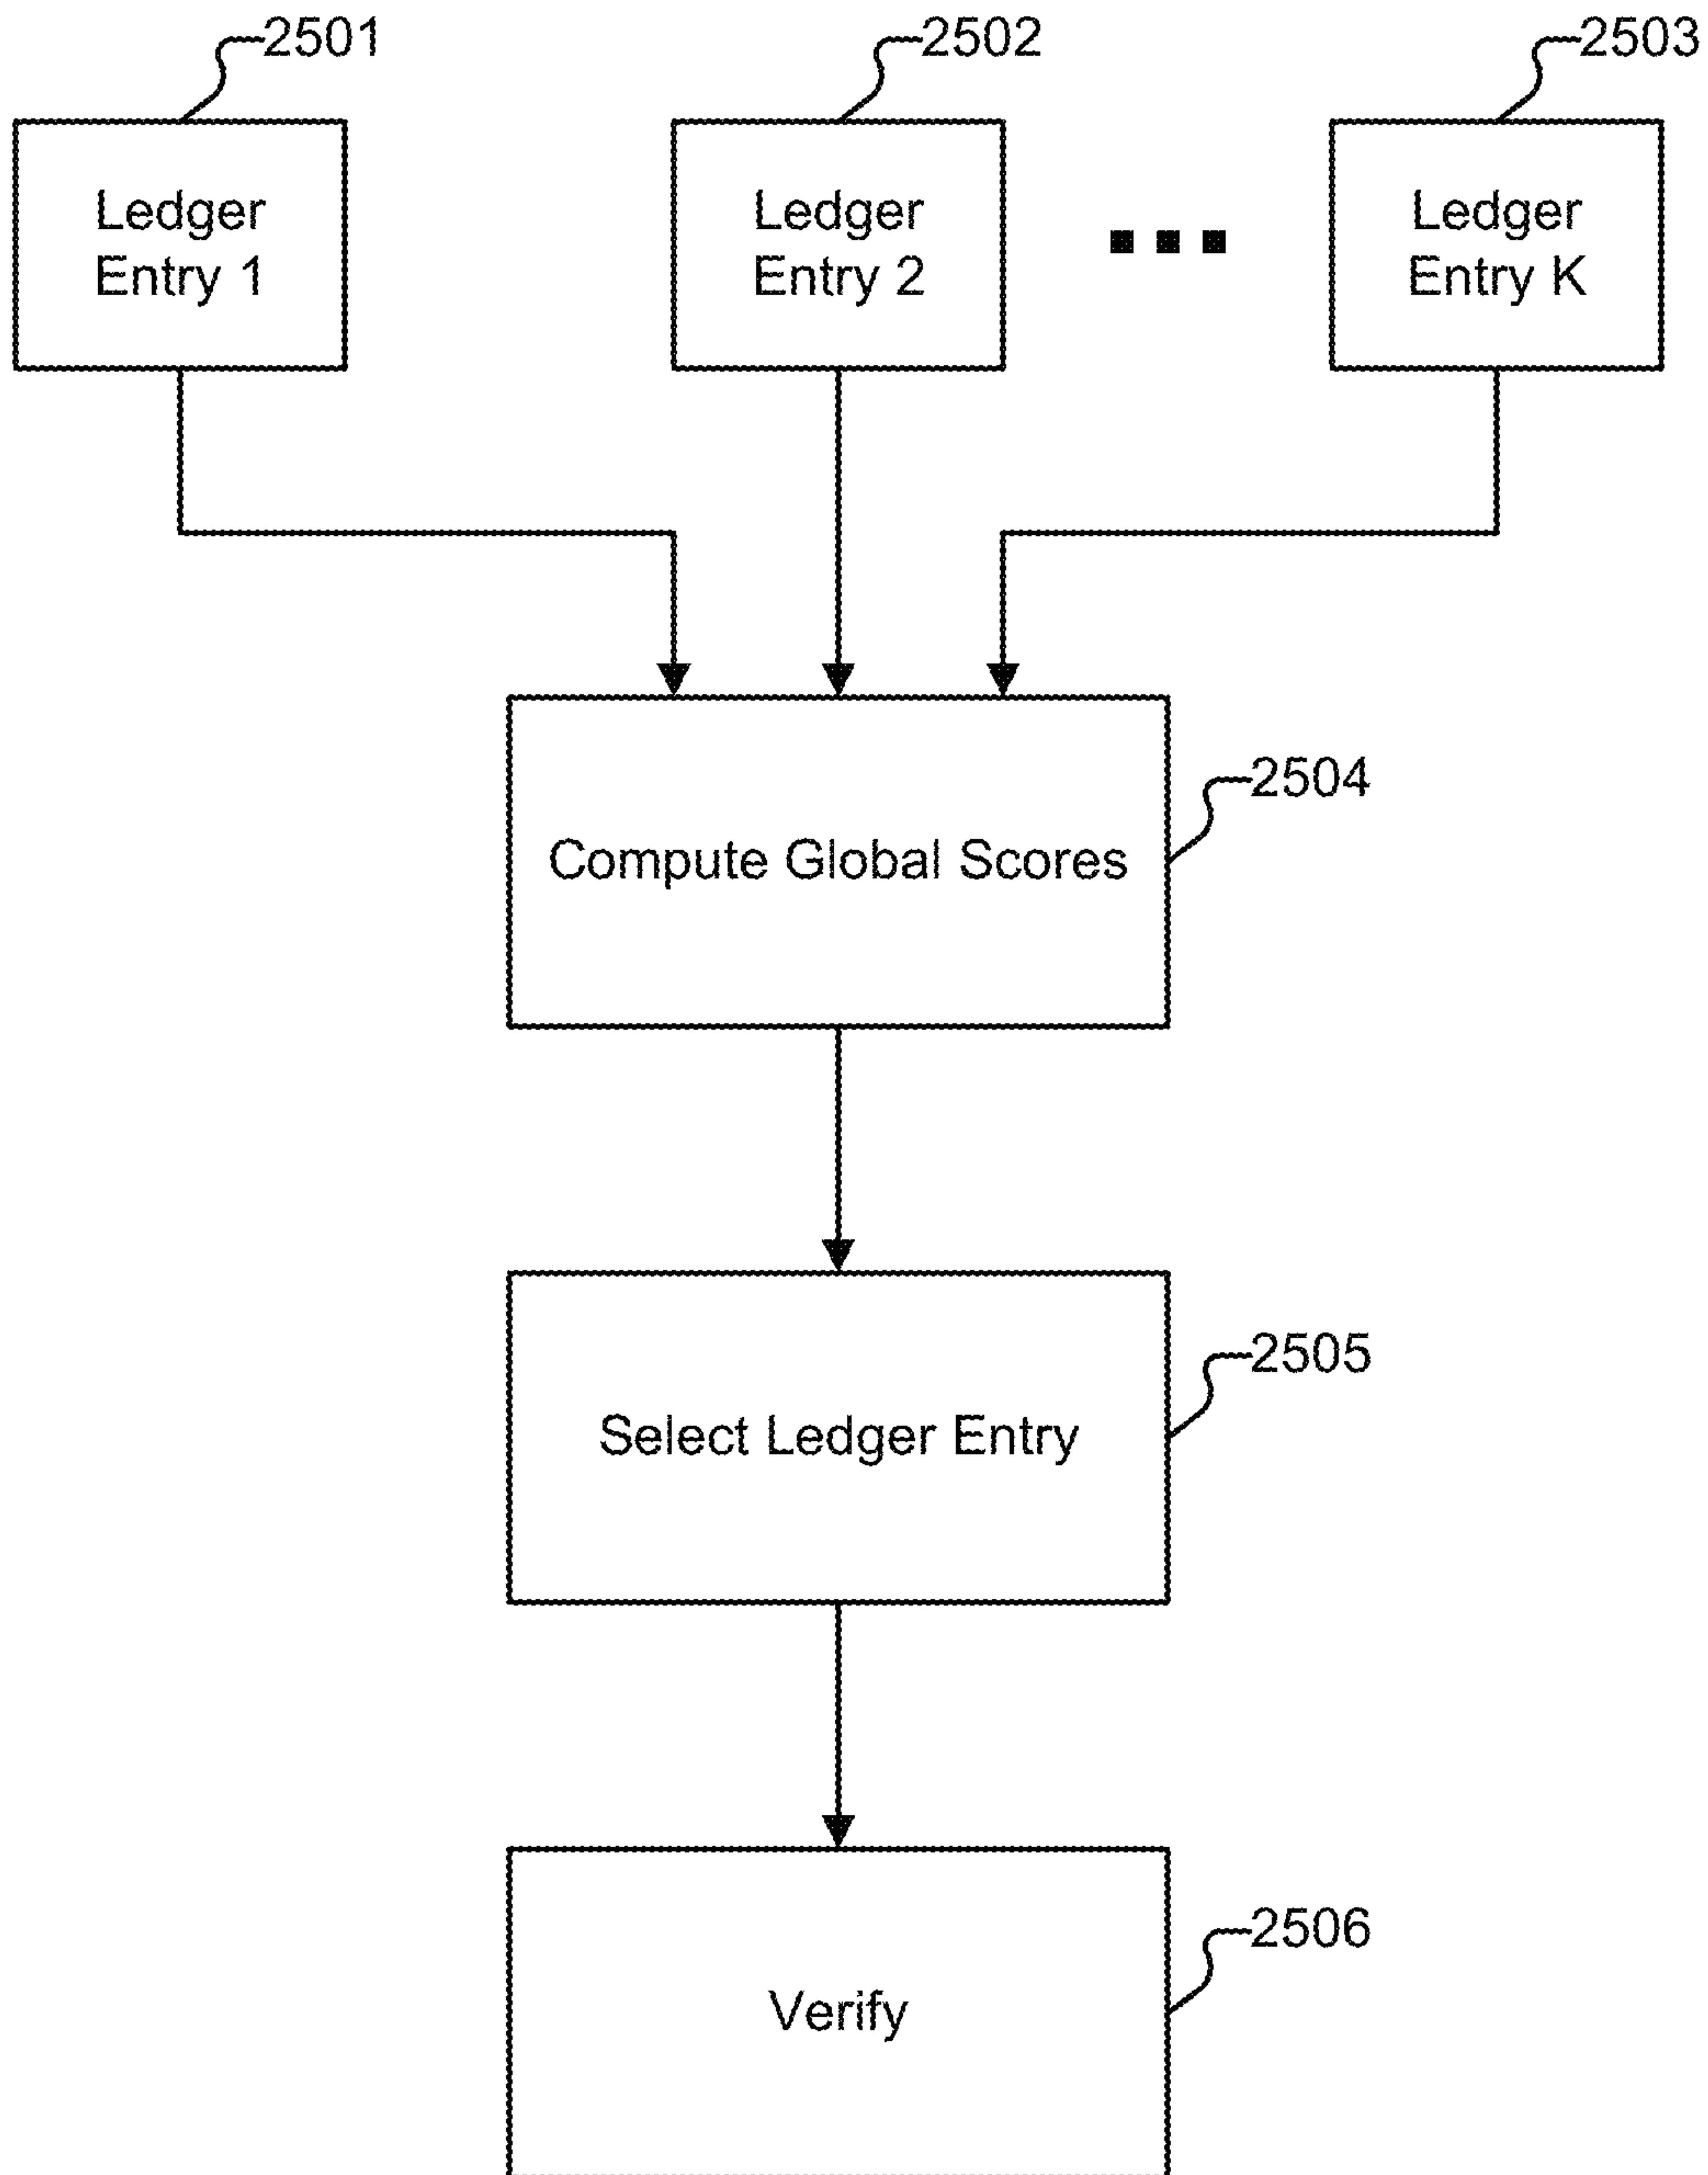 2501
2502
2503
Ledger
Entry 1
Ledger
Entry 2
Ledger
Entry K
2504
Compute Global Scores
2505
Select Ledger Entry
2506
Verify